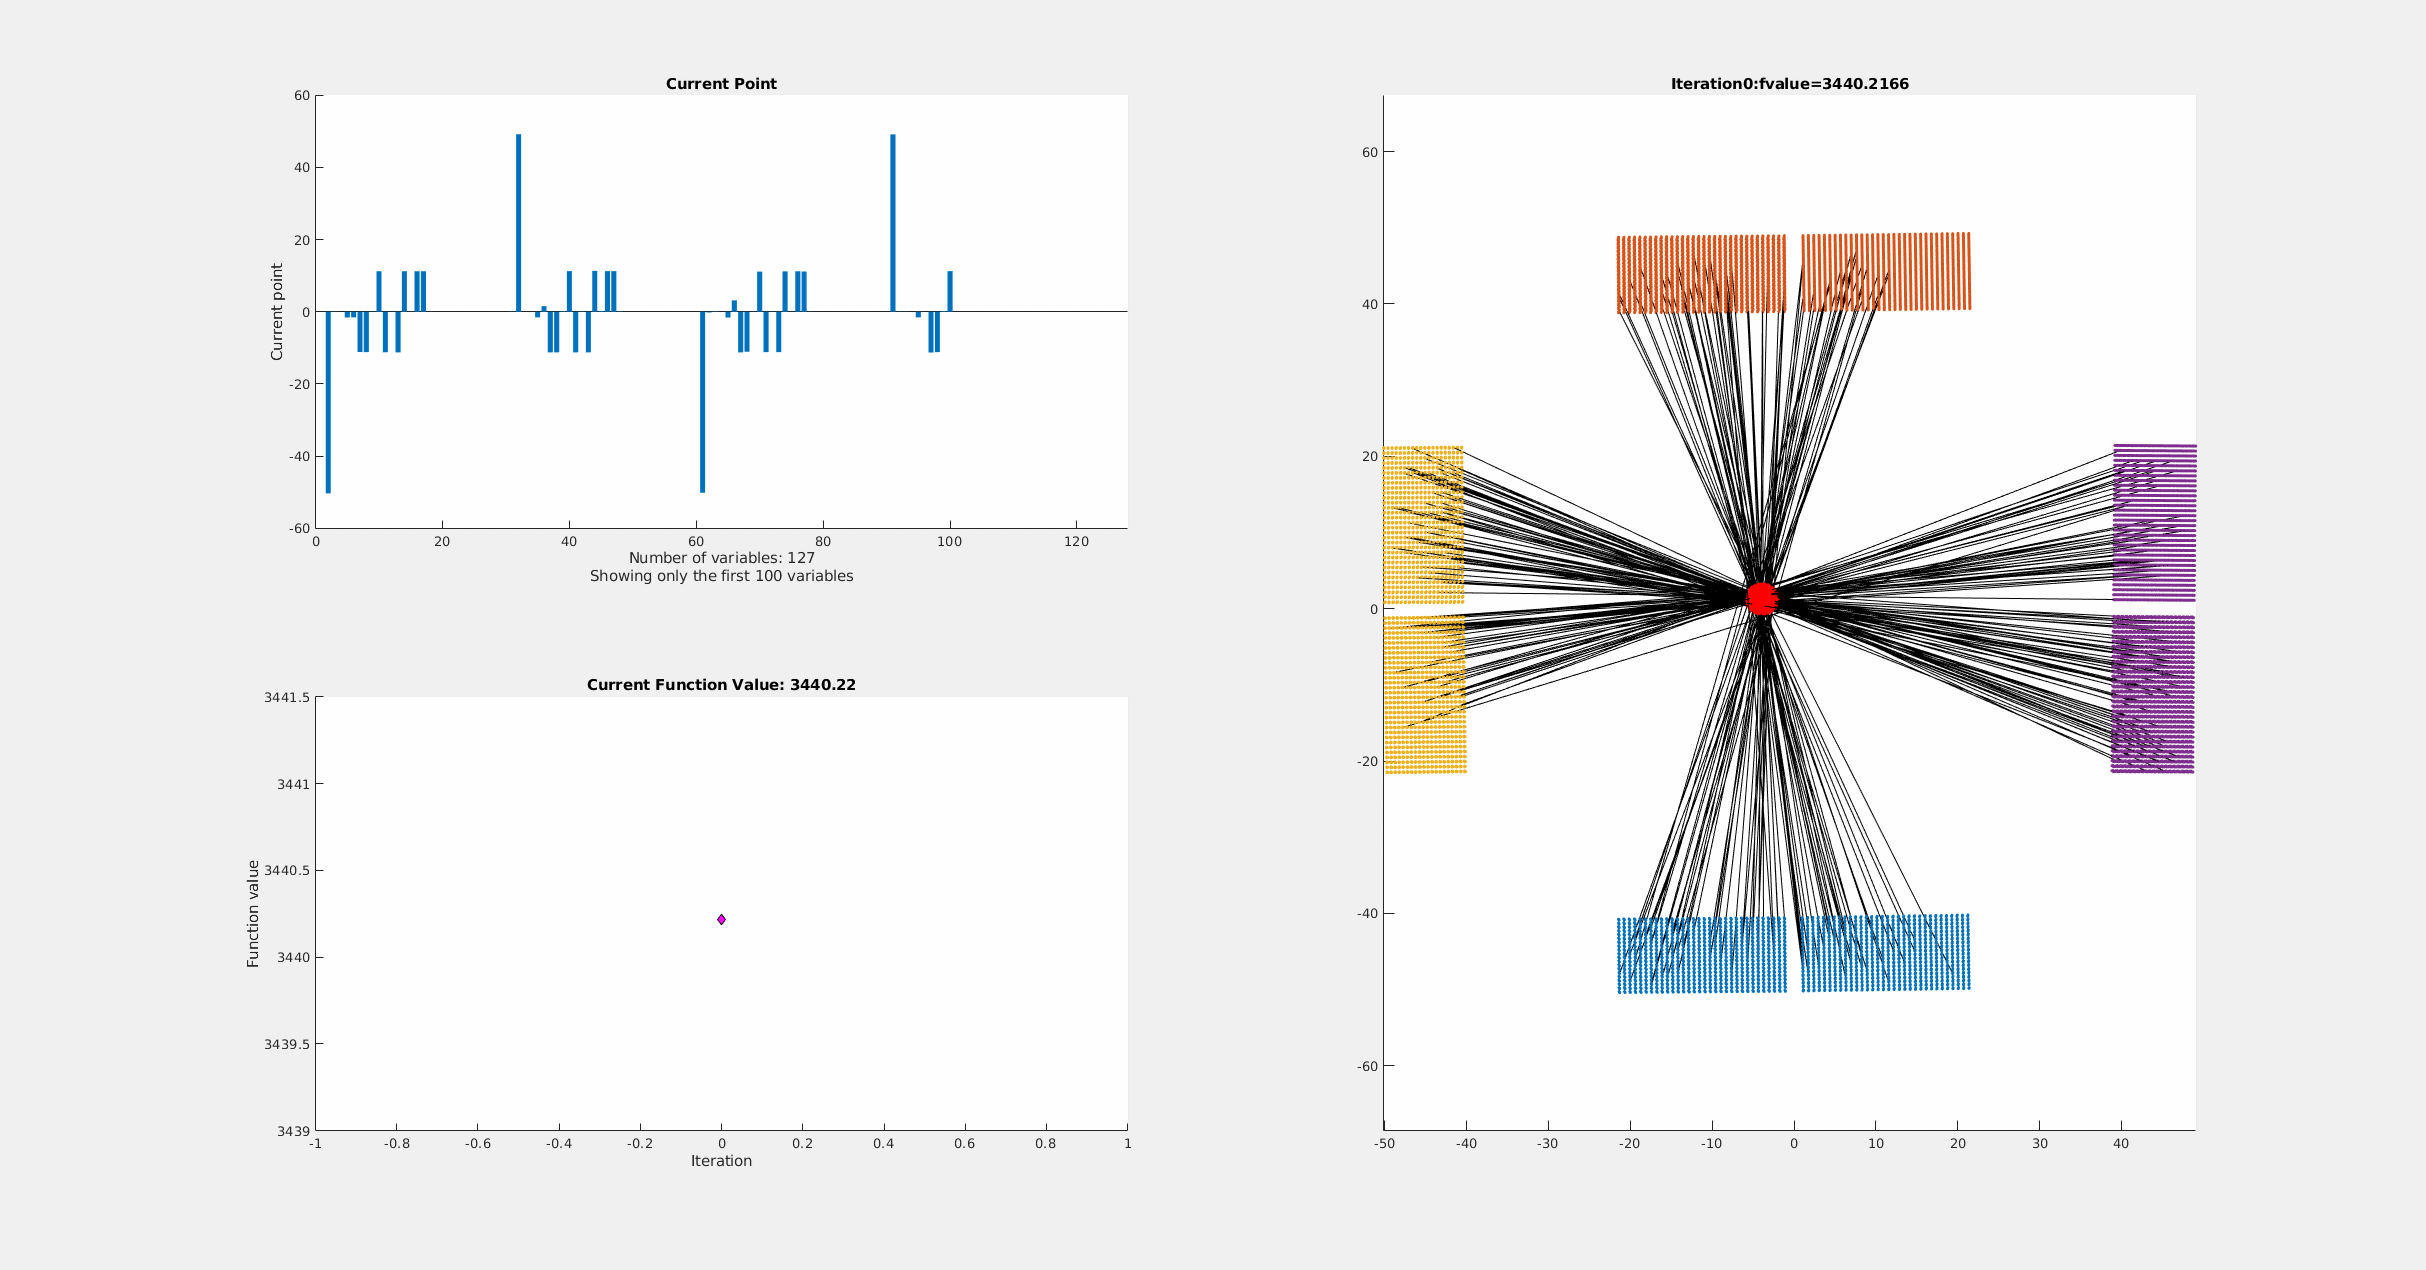 Current Point
60
40
20
0
-20
-40
-60
Current point
0 20 40 60 80 100 120
Number of variables: 127
Showing only the first 100 variables
Current Function Value: 3440.22
3441.5
3441
3440.5
3440
3439.5
3439
Function value
-1 -0.8 -0.6 -0.4 -0.2 0 0.2 0.4 0.6 0.8 1
Iteration
Iteration0:fvalue=3440.2166
60
40
20
0
-20
-40
-60
-50 -40 -30 -20 -10 0 10 20 30 40